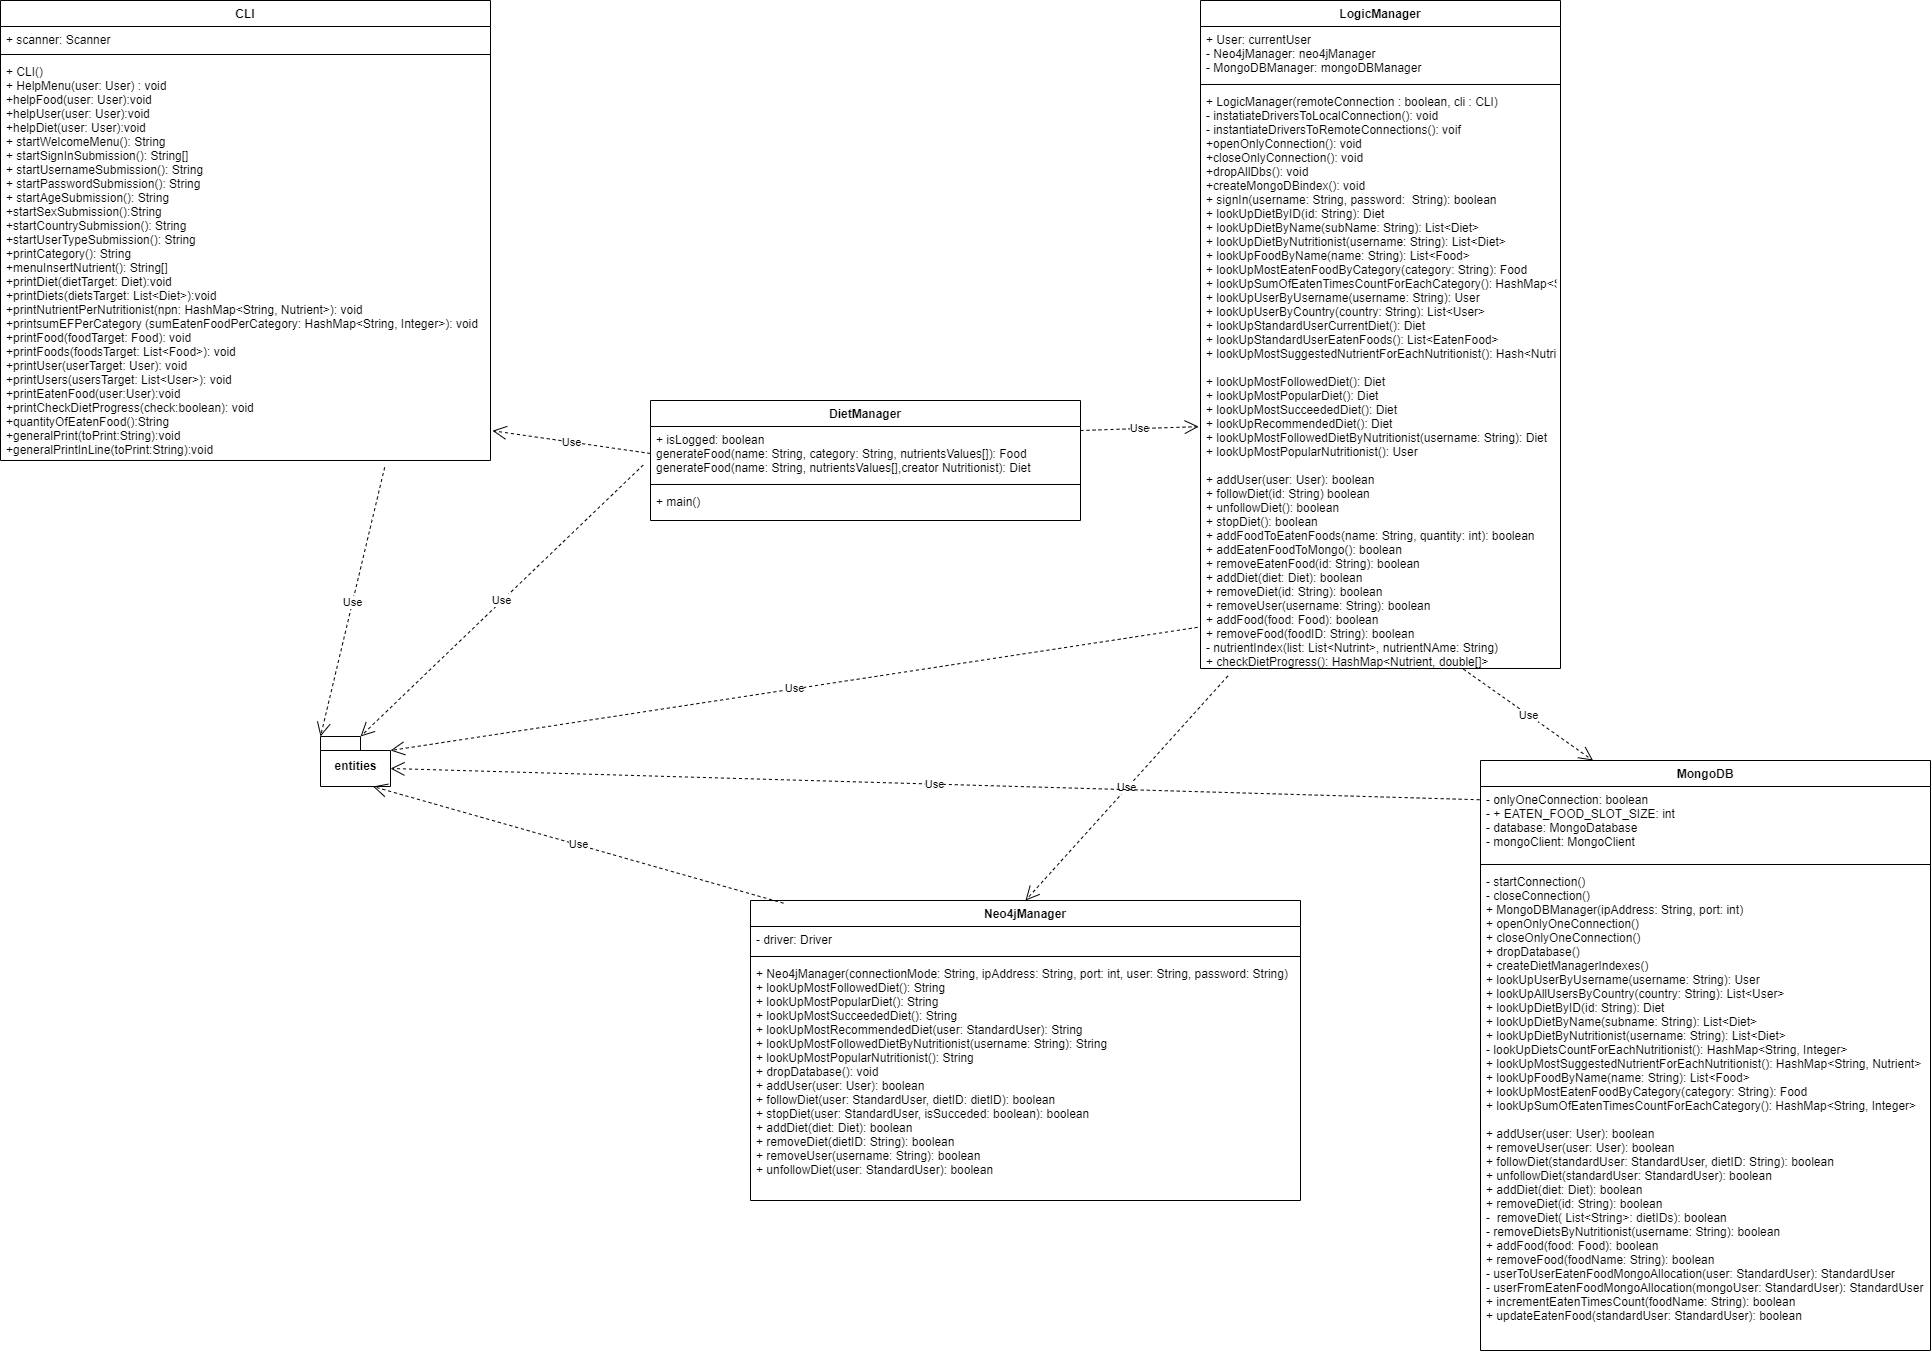 CLI
+ scanner: Scanner
+ CLI()
+ HelpMenu(user: User) : void
+helpFood(user: User):void
+helpUser(user: User):void
+helpDiet(user: User):void
+ startWelcomeMenu(): String
+ startSignInSubmission(): String[]
+ startUsernameSubmission(): String
+ startPasswordSubmission(): String
+ startAgeSubmission(): String
+startSexSubmission():String
+startCountrySubmission(): String
+startUserTypeSubmission(): String
+printCategory(): String
+menuInsertNutrient(): String[]
+printDiet(dietTarget: Diet):void
+printDiets(dietsTarget: List<Diet>):void
+printNutrientPerNutritionist(npn: HashMap<String, Nutrient>): void
+printsumEFPerCategory (sumEatenFoodPerCategory: HashMap<String, Integer>): void
+printFood(foodTarget: Food): void
+printFoods(foodsTarget: List<Food>): void
+printUser(userTarget: User): void
+printUsers(usersTarget: List<User>): void
+printEatenFood(user:User):void
+printCheckDietProgress(check:boolean): void
+quantityOfEatenFood():String
+generalPrint(toPrint:String):void
+generalPrintInLine(toPrint:String):void
LogicManager
+ User: currentUser
- Neo4jManager: neo4jManager
- MongoDBManager: mongoDBManager
+ LogicManager(remoteConnection : boolean, cli : CLI)
- instatiateDriversToLocalConnection(): void
- instantiateDriversToRemoteConnections(): voif
+openOnlyConnection(): void
+closeOnlyConnection(): void
+dropAllDbs(): void
+createMongoDBindex(): void
+ signIn(username: String, password:  String): boolean
+ lookUpDietByID(id: String): Diet
+ lookUpDietByName(subName: String): List<Diet>
+ lookUpDietByNutritionist(username: String): List<Diet>
+ lookUpFoodByName(name: String): List<Food>
+ lookUpMostEatenFoodByCategory(category: String): Food
+ lookUpSumOfEatenTimesCountForEachCategory(): HashMap<S
+ lookUpUserByUsername(username: String): User
+ lookUpUserByCountry(country: String): List<User>
+ lookUpStandardUserCurrentDiet(): Diet
+ lookUpStandardUserEatenFoods(): List<EatenFood>
+ lookUpMostSuggestedNutrientForEachNutritionist(): Hash<Nutri
+ lookUpMostFollowedDiet(): Diet
+ lookUpMostPopularDiet(): Diet
+ lookUpMostSucceededDiet(): Diet
+ lookUpRecommendedDiet(): Diet
+ lookUpMostFollowedDietByNutritionist(username: String): Diet
+ lookUpMostPopularNutritionist(): User
+ addUser(user: User): boolean
+ followDiet(id: String) boolean
+ unfollowDiet(): boolean
+ stopDiet(): boolean
+ addFoodToEatenFoods(name: String, quantity: int): boolean
+ addEatenFoodToMongo(): boolean
+ removeEatenFood(id: String): boolean
+ addDiet(diet: Diet): boolean
+ removeDiet(id: String): boolean
+ removeUser(username: String): boolean
+ addFood(food: Food): boolean
+ removeFood(foodID: String): boolean
- nutrientIndex(list: List<Nutrint>, nutrientNAme: String)
+ checkDietProgress(): HashMap<Nutrient, double[]>
DietManager
+ isLogged: boolean
generateFood(name: String, category: String, nutrientsValues[]): Food
generateFood(name: String, nutrientsValues[],creator Nutritionist): Diet
+ main()
Use
Use
Use
Use
Use
Use
Use
Use
Use
entities
Neo4jManager
- driver: Driver
+ Neo4jManager(connectionMode: String, ipAddress: String, port: int, user: String, password: String)
+ lookUpMostFollowedDiet(): String
+ lookUpMostPopularDiet(): String
+ lookUpMostSucceededDiet(): String
+ lookUpMostRecommendedDiet(user: StandardUser): String
+ lookUpMostFollowedDietByNutritionist(username: String): String
+ lookUpMostPopularNutritionist(): String
+ dropDatabase(): void
+ addUser(user: User): boolean
+ followDiet(user: StandardUser, dietID: dietID): boolean
+ stopDiet(user: StandardUser, isSucceded: boolean): boolean
+ addDiet(diet: Diet): boolean
+ removeDiet(dietID: String): boolean
+ removeUser(username: String): boolean
+ unfollowDiet(user: StandardUser): boolean
MongoDB
- onlyOneConnection: boolean
- + EATEN_FOOD_SLOT_SIZE: int
- database: MongoDatabase
- mongoClient: MongoClient
- startConnection()
- closeConnection()
+ MongoDBManager(ipAddress: String, port: int)
+ openOnlyOneConnection()
+ closeOnlyOneConnection()
+ dropDatabase()
+ createDietManagerIndexes()
+ lookUpUserByUsername(username: String): User
+ lookUpAllUsersByCountry(country: String): List<User>
+ lookUpDietByID(id: String): Diet
+ lookUpDietByName(subname: String): List<Diet>
+ lookUpDietByNutritionist(username: String): List<Diet>
- lookUpDietsCountForEachNutritionist(): HashMap<String, Integer>
+ lookUpMostSuggestedNutrientForEachNutritionist(): HashMap<String, Nutrient>
+ lookUpFoodByName(name: String): List<Food>
+ lookUpMostEatenFoodByCategory(category: String): Food
+ lookUpSumOfEatenTimesCountForEachCategory(): HashMap<String, Integer>
+ addUser(user: User): boolean
+ removeUser(user: User): boolean
+ followDiet(standardUser: StandardUser, dietID: String): boolean
+ unfollowDiet(standardUser: StandardUser): boolean
+ addDiet(diet: Diet): boolean
+ removeDiet(id: String): boolean
-  removeDiet( List<String>: dietIDs): boolean
- removeDietsByNutritionist(username: String): boolean
+ addFood(food: Food): boolean
+ removeFood(foodName: String): boolean
- userToUserEatenFoodMongoAllocation(user: StandardUser): StandardUser
- userFromEatenFoodMongoAllocation(mongoUser: StandardUser): StandardUser
+ incrementEatenTimesCount(foodName: String): boolean
+ updateEatenFood(standardUser: StandardUser): boolean